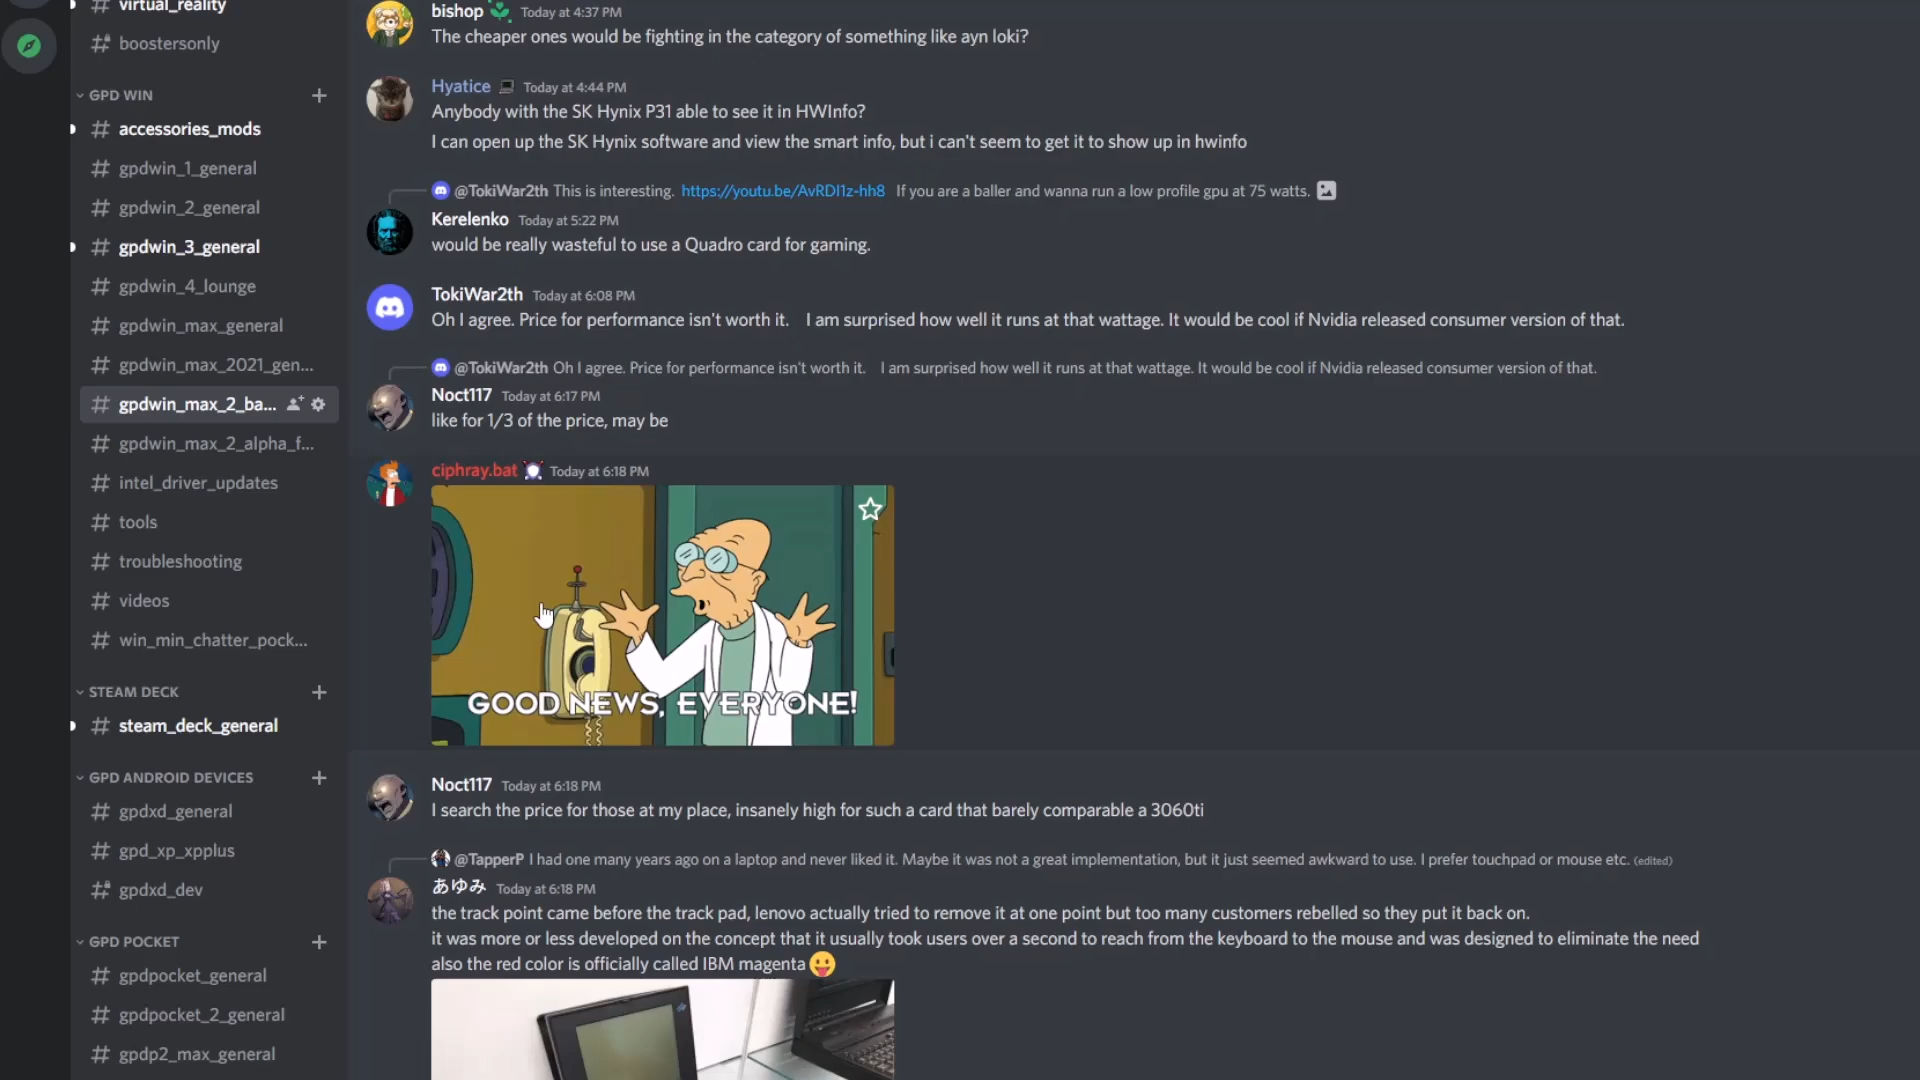 virtual_reality
boostersonly
GPD WIN
accessories_mods
gpdwin_1_general
gpdwin_2_general
gpdwin_3_general
gpdwin_4_lounge
gpdwin_max_general
gpdwin_max_2021_gen...
gpdwin_max_2_ba...
gpdwin_max_2_alpha_f...
intel_driver_updates
tools
troubleshooting
videos
win_min_chatter_pock...
STEAM DECK
steam_deck_general
GPD ANDROID DEVICES
gpdxd_general
gpd_xp_xpplus
gpdxd_dev
GPD POCKET
gpdpocket_general
gpdpocket_2_general
gpdp2_max_general
bishop Today at 4:37 PM
The cheaper ones would be fighting in the category of something like ayn loki?
Hyatice Today at 4:44 PM
Anybody with the SK Hynix P31 able to see it in HWInfo?
I can open up the SK Hynix software and view the smart info, but i can't seem to get it to show up in hwinfo
@TokiWar2th This is interesting. https://youtu.be/AvRDI1z-hh8 If you are a baller and wanna run a low profile gpu at 75 watts.
Kerelenko Today at 5:22 PM
would be really wasteful to use a Quadro card for gaming.
TokiWar2th Today at 6:08 PM
Oh I agree. Price for performance isn't worth it. I am surprised how well it runs at that wattage. It would be cool if Nvidia released consumer version of that.
@TokiWar2th Oh I agree. Price for performance isn't worth it. I am surprised how well it runs at that wattage. It would be cool if Nvidia released consumer version of that.
Noct117 Today at 6:17 PM
like for 1/3 of the price, may be
ciphray.bat Today at 6:18 PM
GOOD NEWS, EVERYONE!
Noct117 Today at 6:18 PM
I search the price for those at my place, insanely high for such a card that barely comparable a 3060ti
@TapperP I had one many years ago on a laptop and never liked it. Maybe it was not a great implementation, but it just seemed awkward to use. I prefer touchpad or mouse etc. (edited)
あゆみ Today at 6:18 PM
the track point came before the track pad, lenovo actually tried to remove it at one point but too many customers rebelled so they put it back on.
it was more or less developed on the concept that it usually took users over a second to reach from the keyboard to the mouse and was designed to eliminate the need
also the red color is officially called IBM magenta